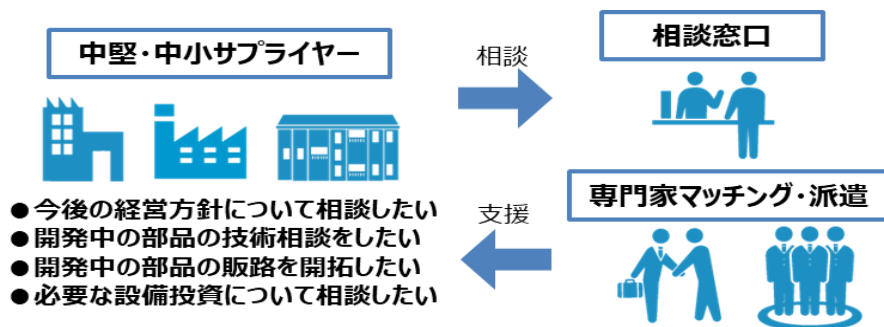 中堅・中小サプライヤー
相談
相談窓口
●今後の経営方針について相談したい
●開発中の部品の技術相談をしたい
●開発中の部品の販路を開拓したい
●必要な設備投資について相談したい
支援
専門家マッチング・派遣